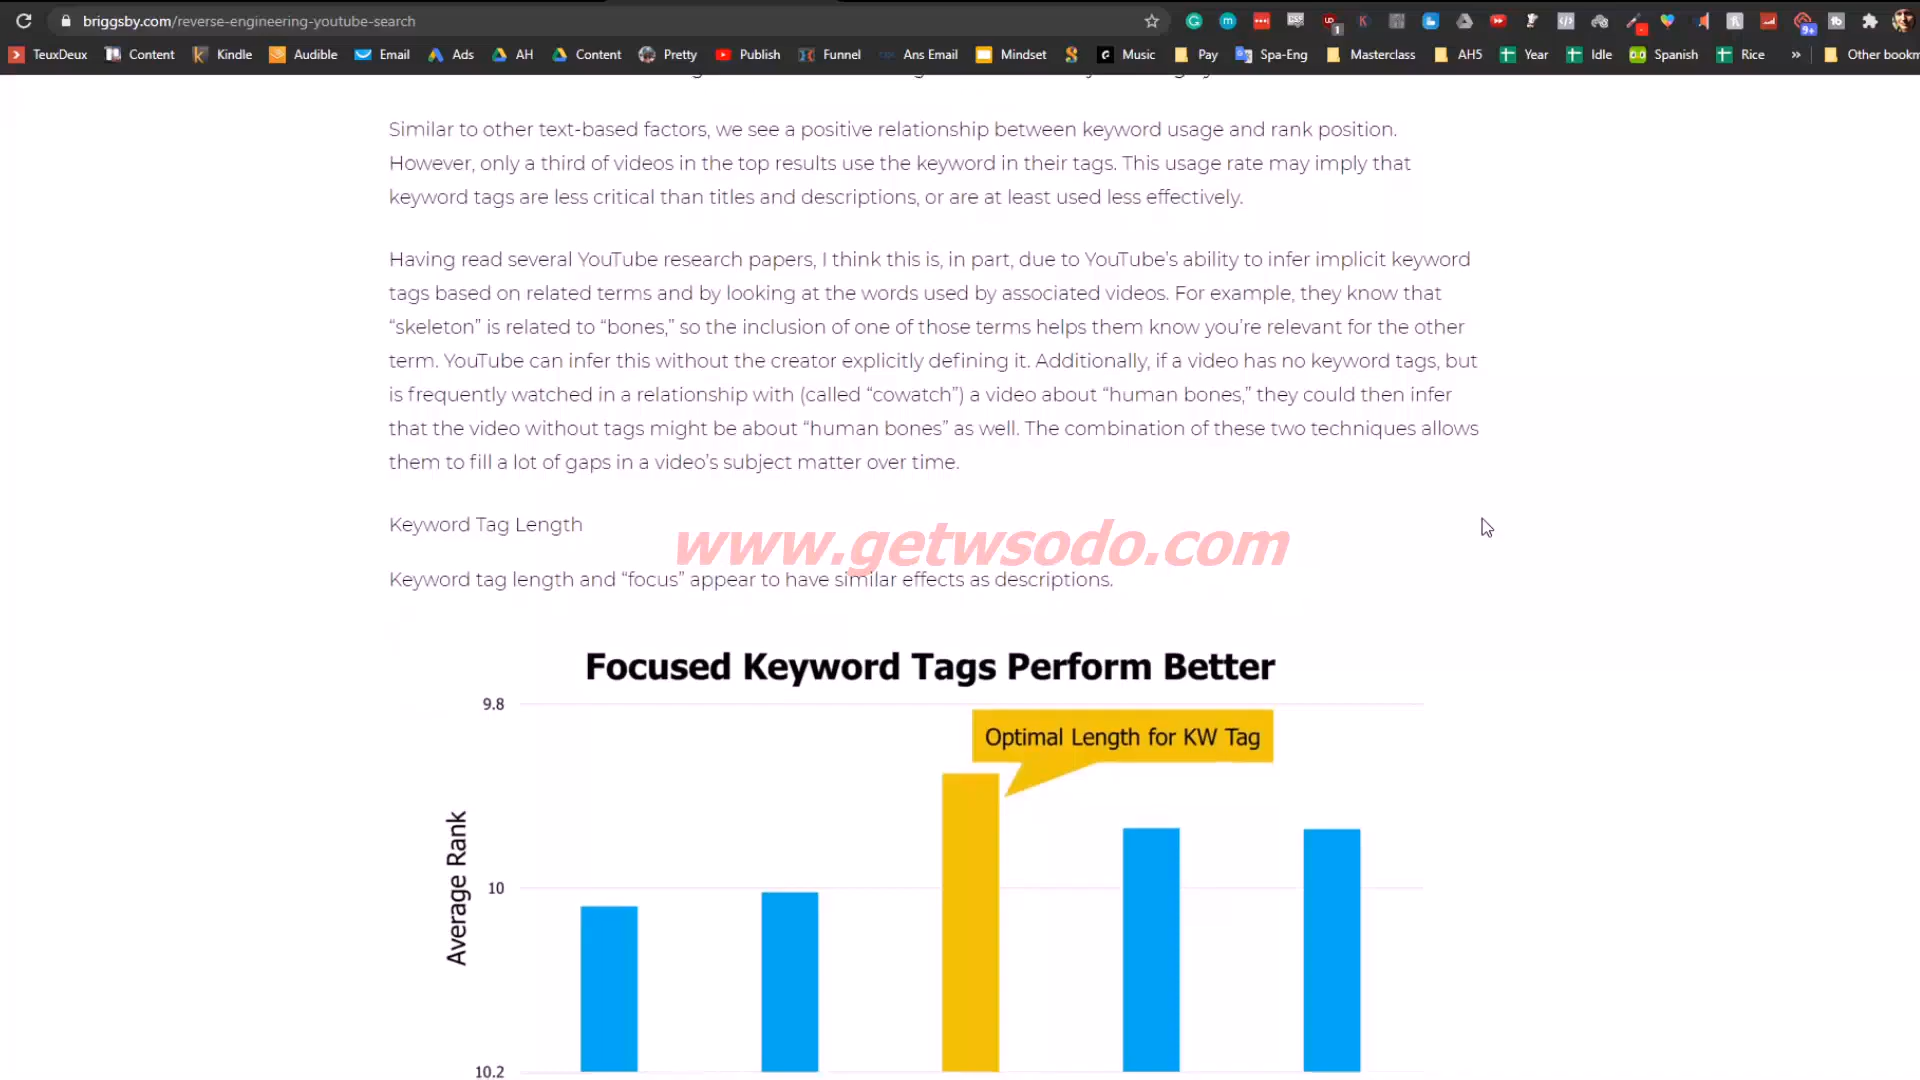 briggsby.com/reverse-engineering-youtube-search
TeuxDeux Content Kindle Audible Email Ads AH Content Pretty Publish Funnel Ans Email Mindset Music Pay Spa-Eng Masterclass AH5 Year Idle Spanish Rice » Other bookm
Similar to other text-based factors, we see a positive relationship between keyword usage and rank position.
However, only a third of videos in the top results use the keyword in their tags. This usage rate may imply that
keyword tags are less critical than titles and descriptions, or are at least used less effectively.
Having read several YouTube research papers, I think this is, in part, due to YouTube's ability to infer implicit keyword
tags based on related terms and by looking at the words used by associated videos. For example, they know that
“skeleton” is related to “bones,” so the inclusion of one of those terms helps them know you're relevant for the other
term. YouTube can infer this without the creator explicitly defining it. Additionally, if a video has no keyword tags, but
is frequently watched in a relationship with (called “cowatch”) a video about “human bones,” they could then infer
that the video without tags might be about “human bones” as well. The combination of these two techniques allows
them to fill a lot of gaps in a video's subject matter over time.
Keyword Tag Length
www.getwsodo.com
Keyword tag length and “focus” appear to have similar effects as descriptions.
Focused Keyword Tags Perform Better
9.8
Optimal Length for KW Tag
Average Rank
10
10.2